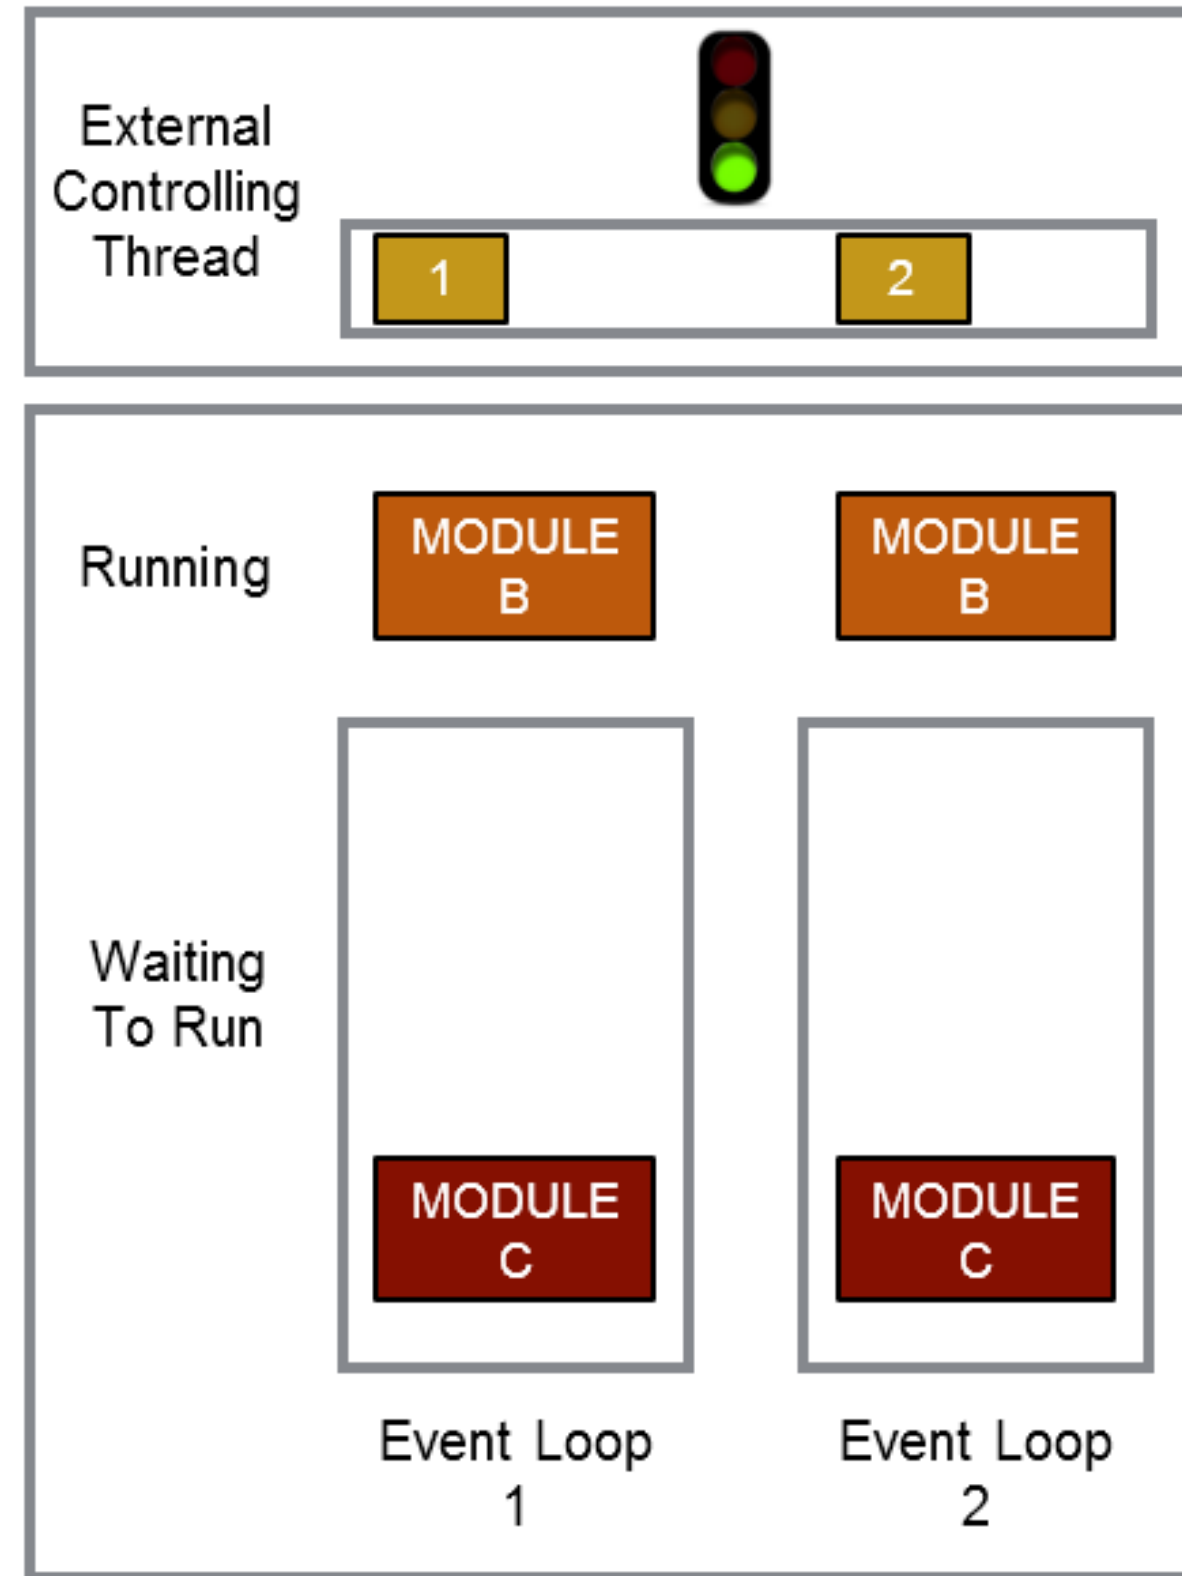 External
Controlling
Thread
1
2
Running
MODULE
B
MODULE
B
Waiting
To Run
MODULE
C
MODULE
C
Event Loop
1
Event Loop
2